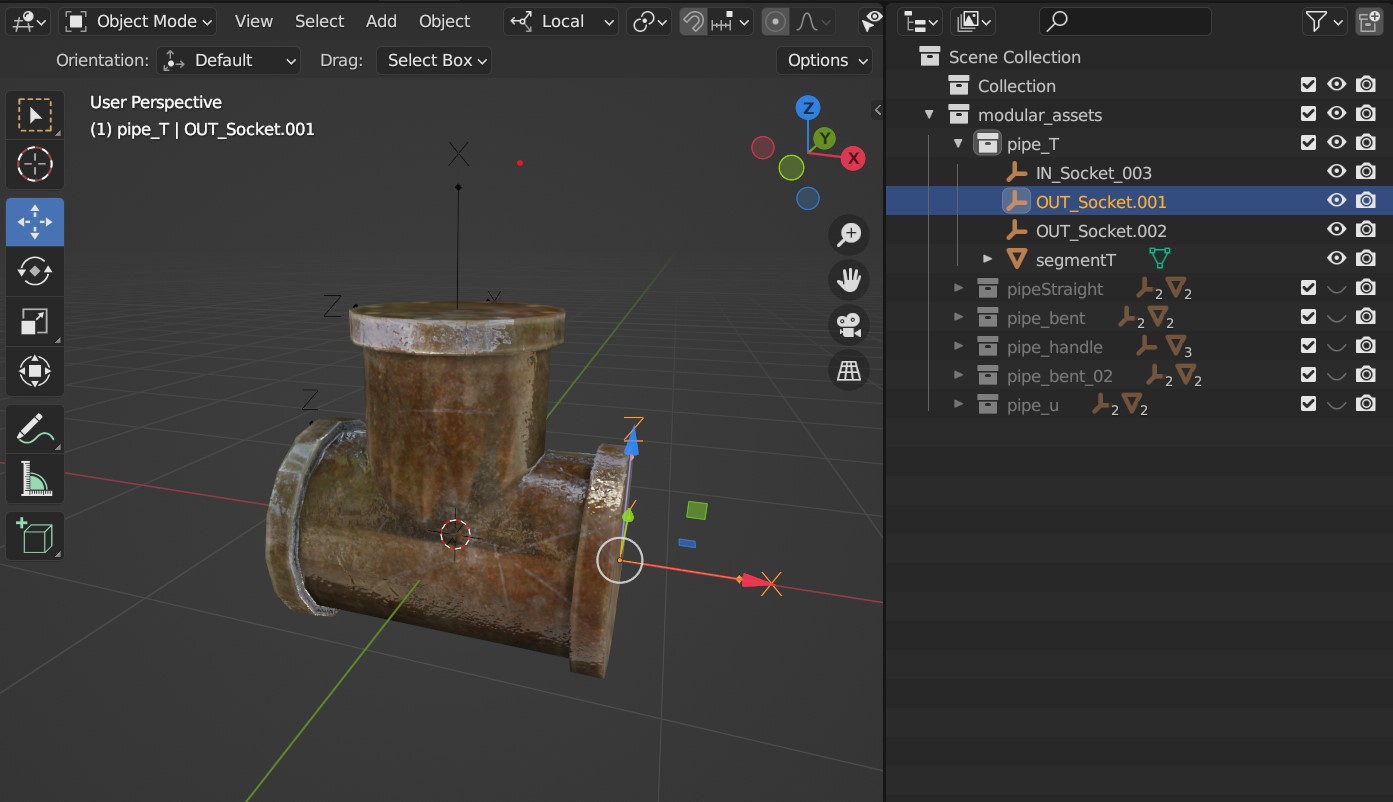 Object Mode View Select Add Object Local
Orientation: Default Drag: Select Box Options
User Perspective
(1) pipe_T | OUT_Socket.001
Z
Y
X
X
Z
Y
Z
Z
Y
X
Scene Collection
Collection
modular_assets
pipe_T
IN_Socket_003
OUT_Socket.001
OUT_Socket.002
segmentT
pipeStraight 2 2
pipe_bent 2 2
pipe_handle 3
pipe_bent_02 2 2
pipe_u 2 2